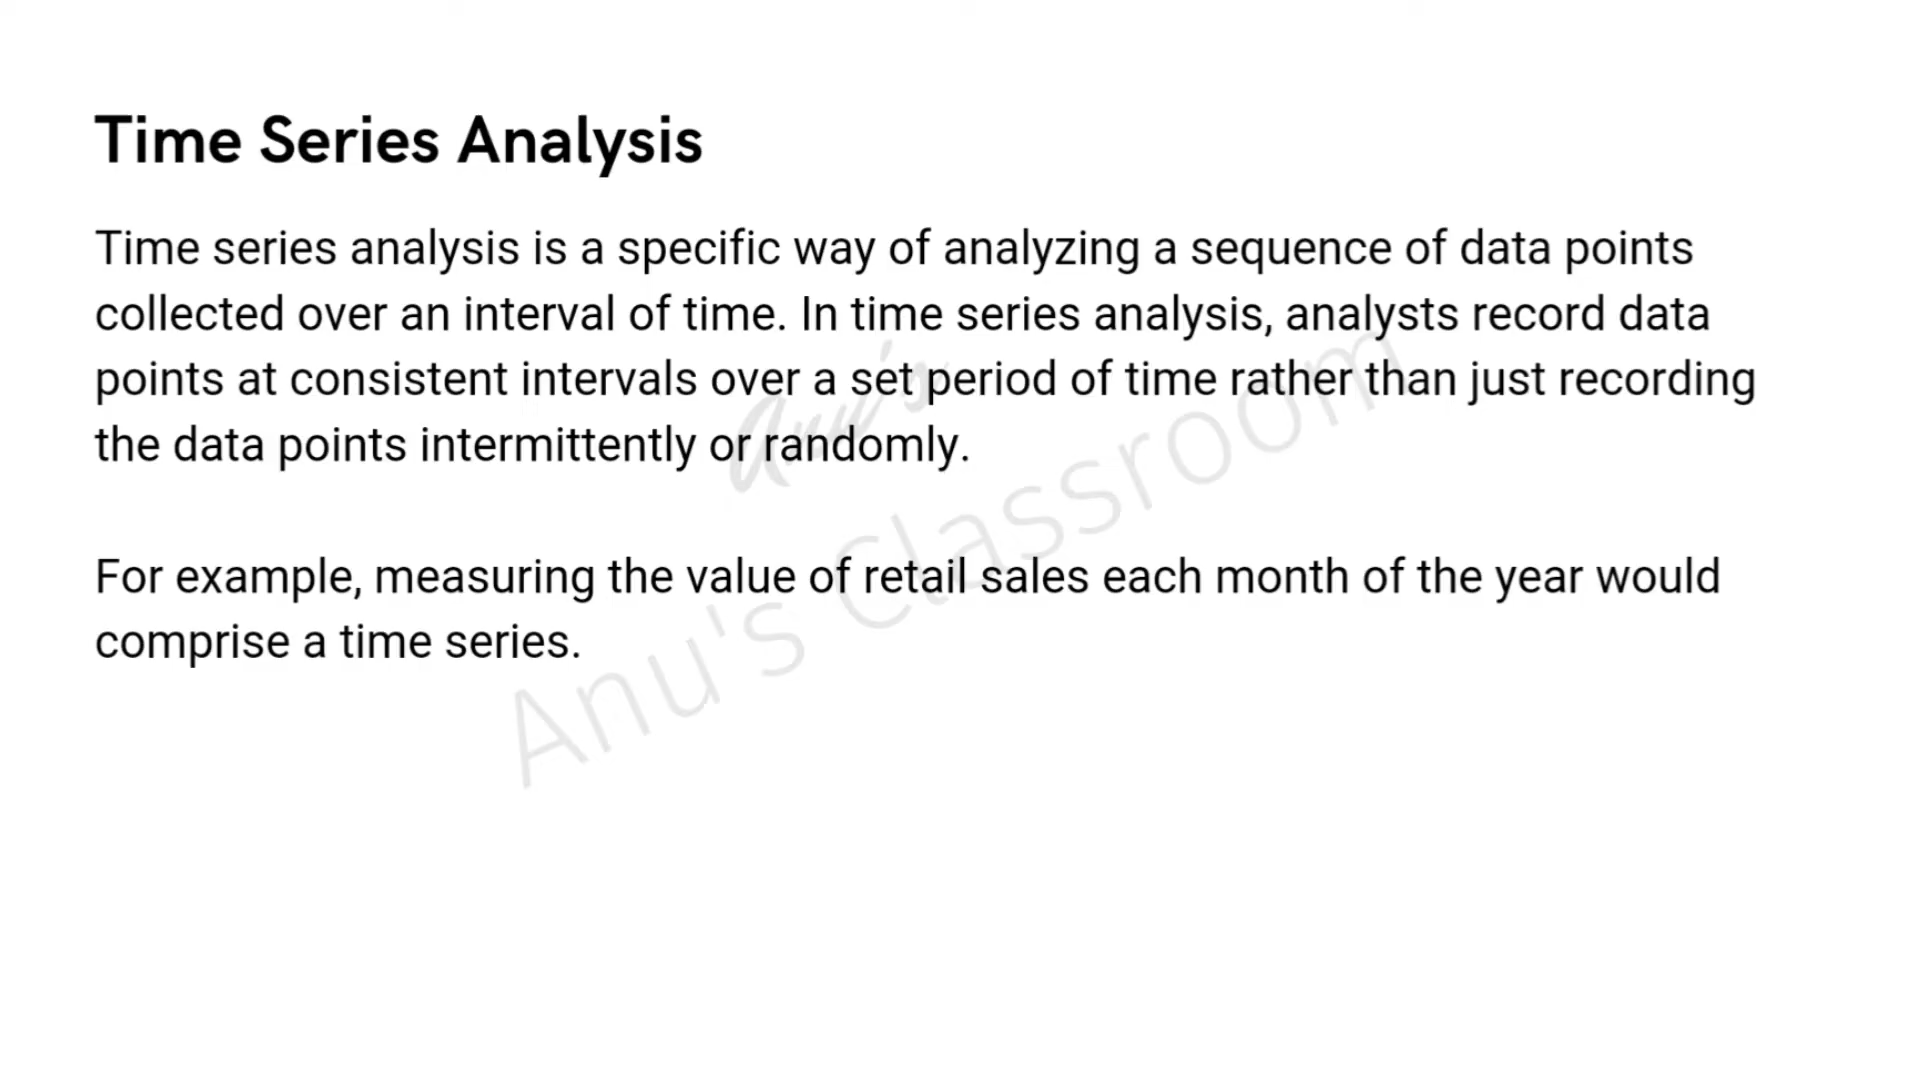 Time Series Analysis
Time series analysis is a specific way of analyzing a sequence of data points
collected over an interval of time. In time series analysis, analysts record data
points at consistent intervals over a set period of time rather than just recording
the data points intermittently or randomly.
For example, measuring the value of retail sales each month of the year would
comprise a time series.
Anu's
Anu's Classroom